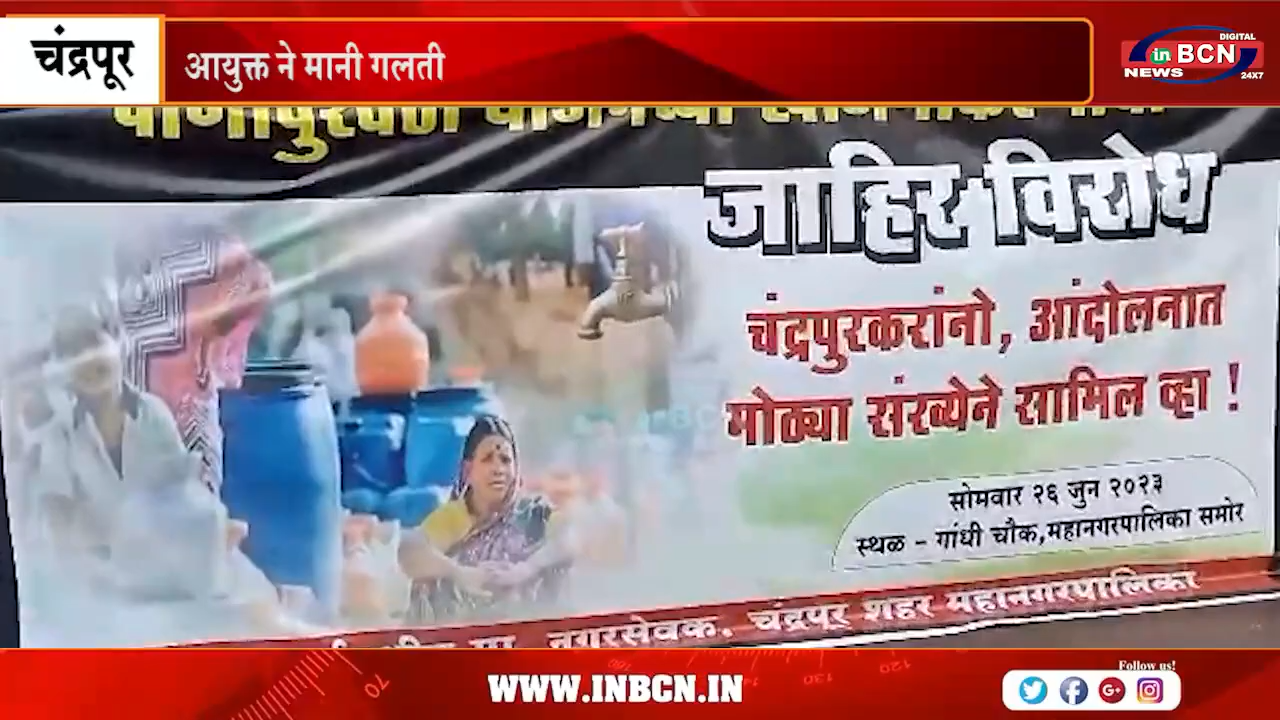 चंद्रपूर
आयुक्त ने मानी गलती
DIGITAL
in BCN
NEWS 24X7
जाहिर विरोध
चंद्रपुरकरांनो, आंदोलनात
मोठ्या संख्येने सामिल व्हा !
सोमवार २६ जुन २०२३
स्थळ - गांधी चौक,महानगरपालिका समोर
नगरसेवक. चंद्रपूर शहर महानगरपालिका
WWW.INBCN.IN
Follow us!